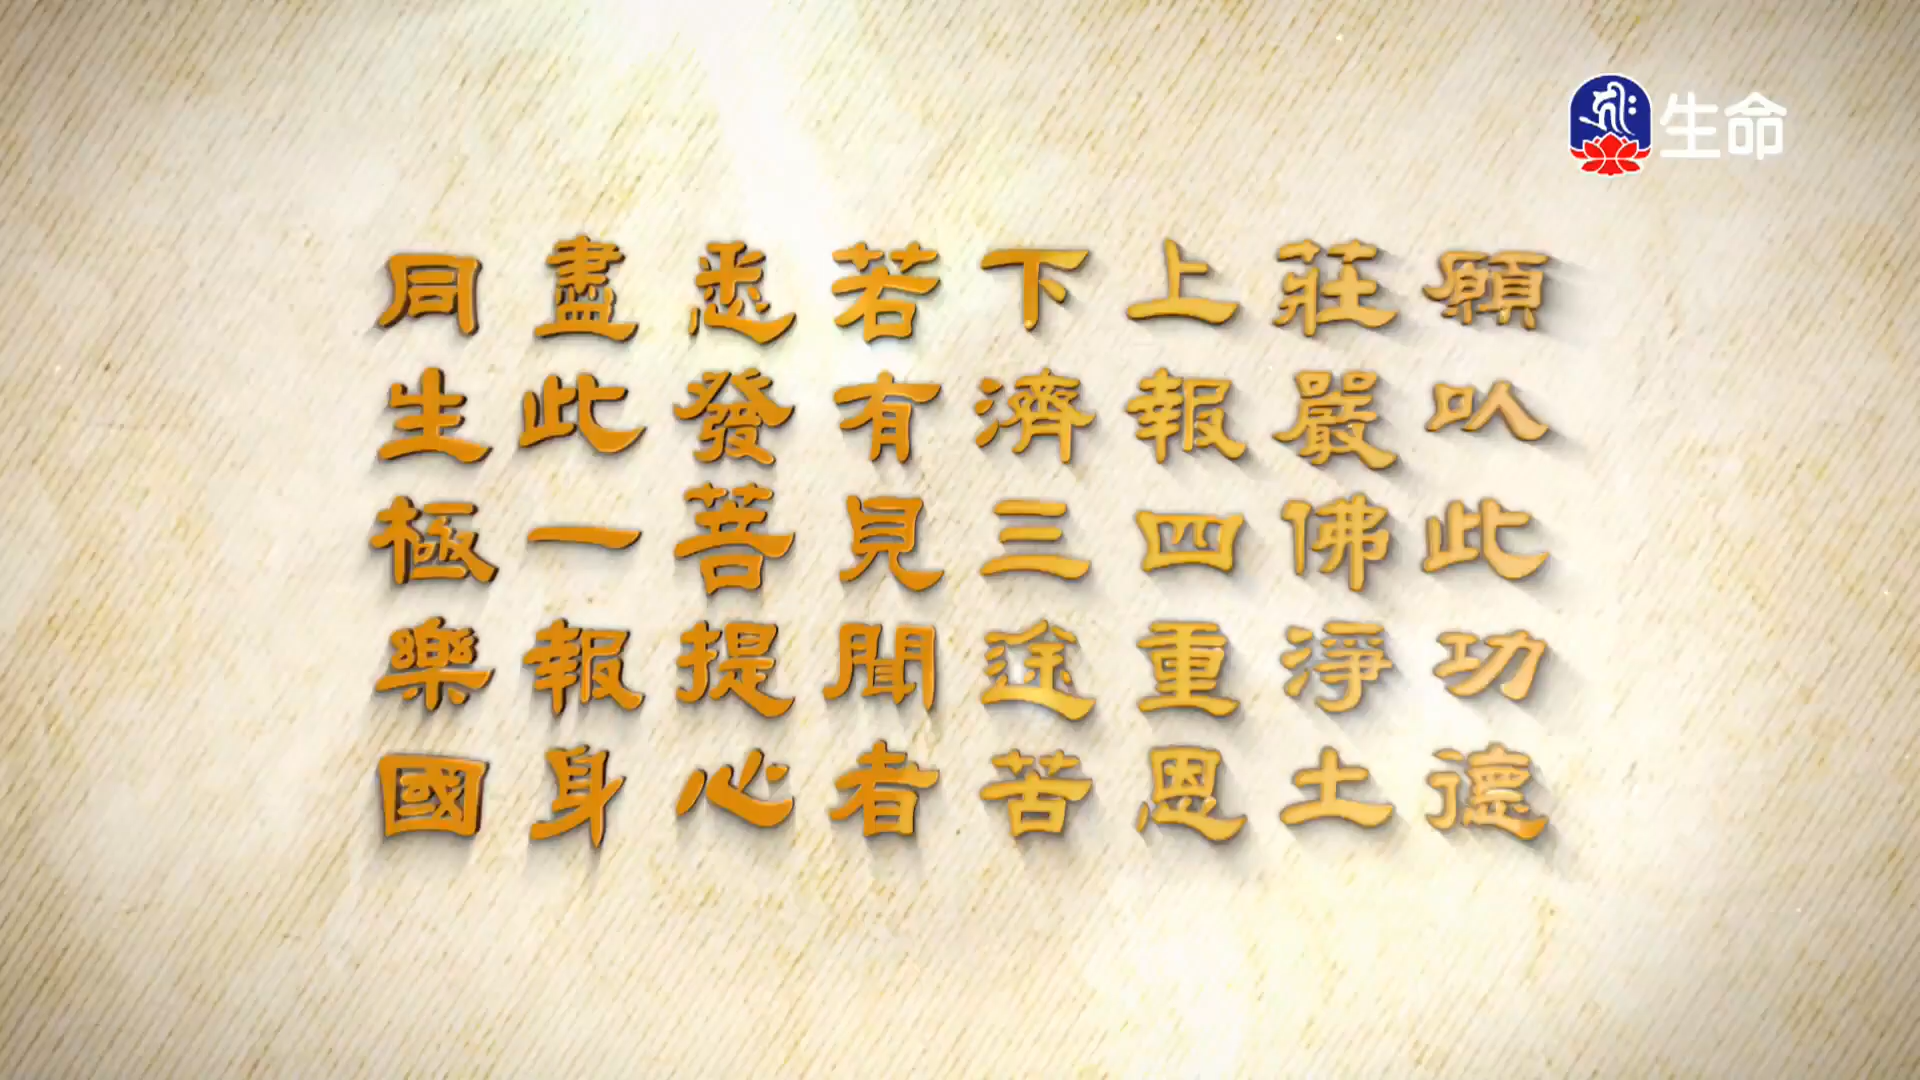 生命
願以此功德
莊嚴佛淨土
上報四重恩
下濟三途苦
若有見聞者
悉發菩提心
盡此一報身
同生極樂國